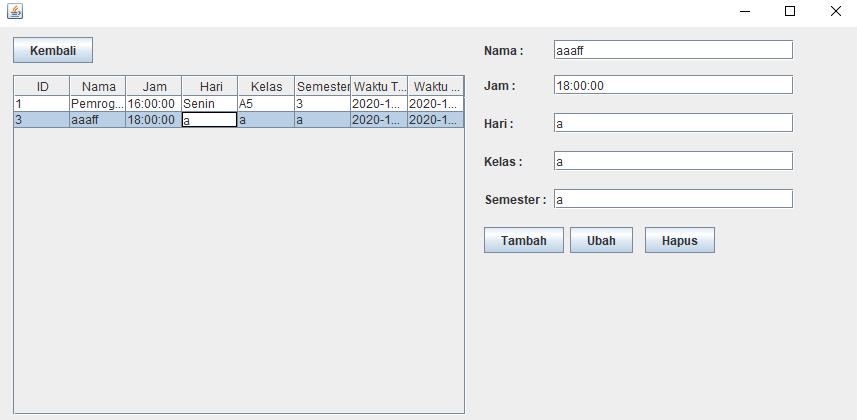 Kembali
ID Nama Jam Hari Kelas Semester Waktu T... Waktu ...
1 Pemrog... 16:00:00 Senin A5 3 2020-1... 2020-1...
3 aaaff 18:00:00 a a a 2020-1... 2020-1...
Nama : aaaff
Jam : 18:00:00
Hari : a
Kelas : a
Semester : a
Tambah Ubah Hapus